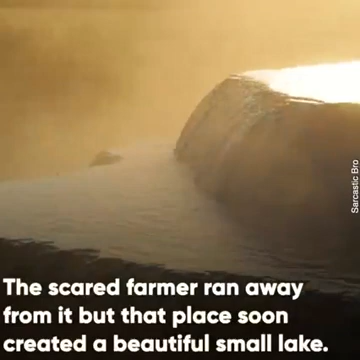 Sarcastic Bro
The scared farmer ran away
from it but that place soon
created a beautiful small lake.